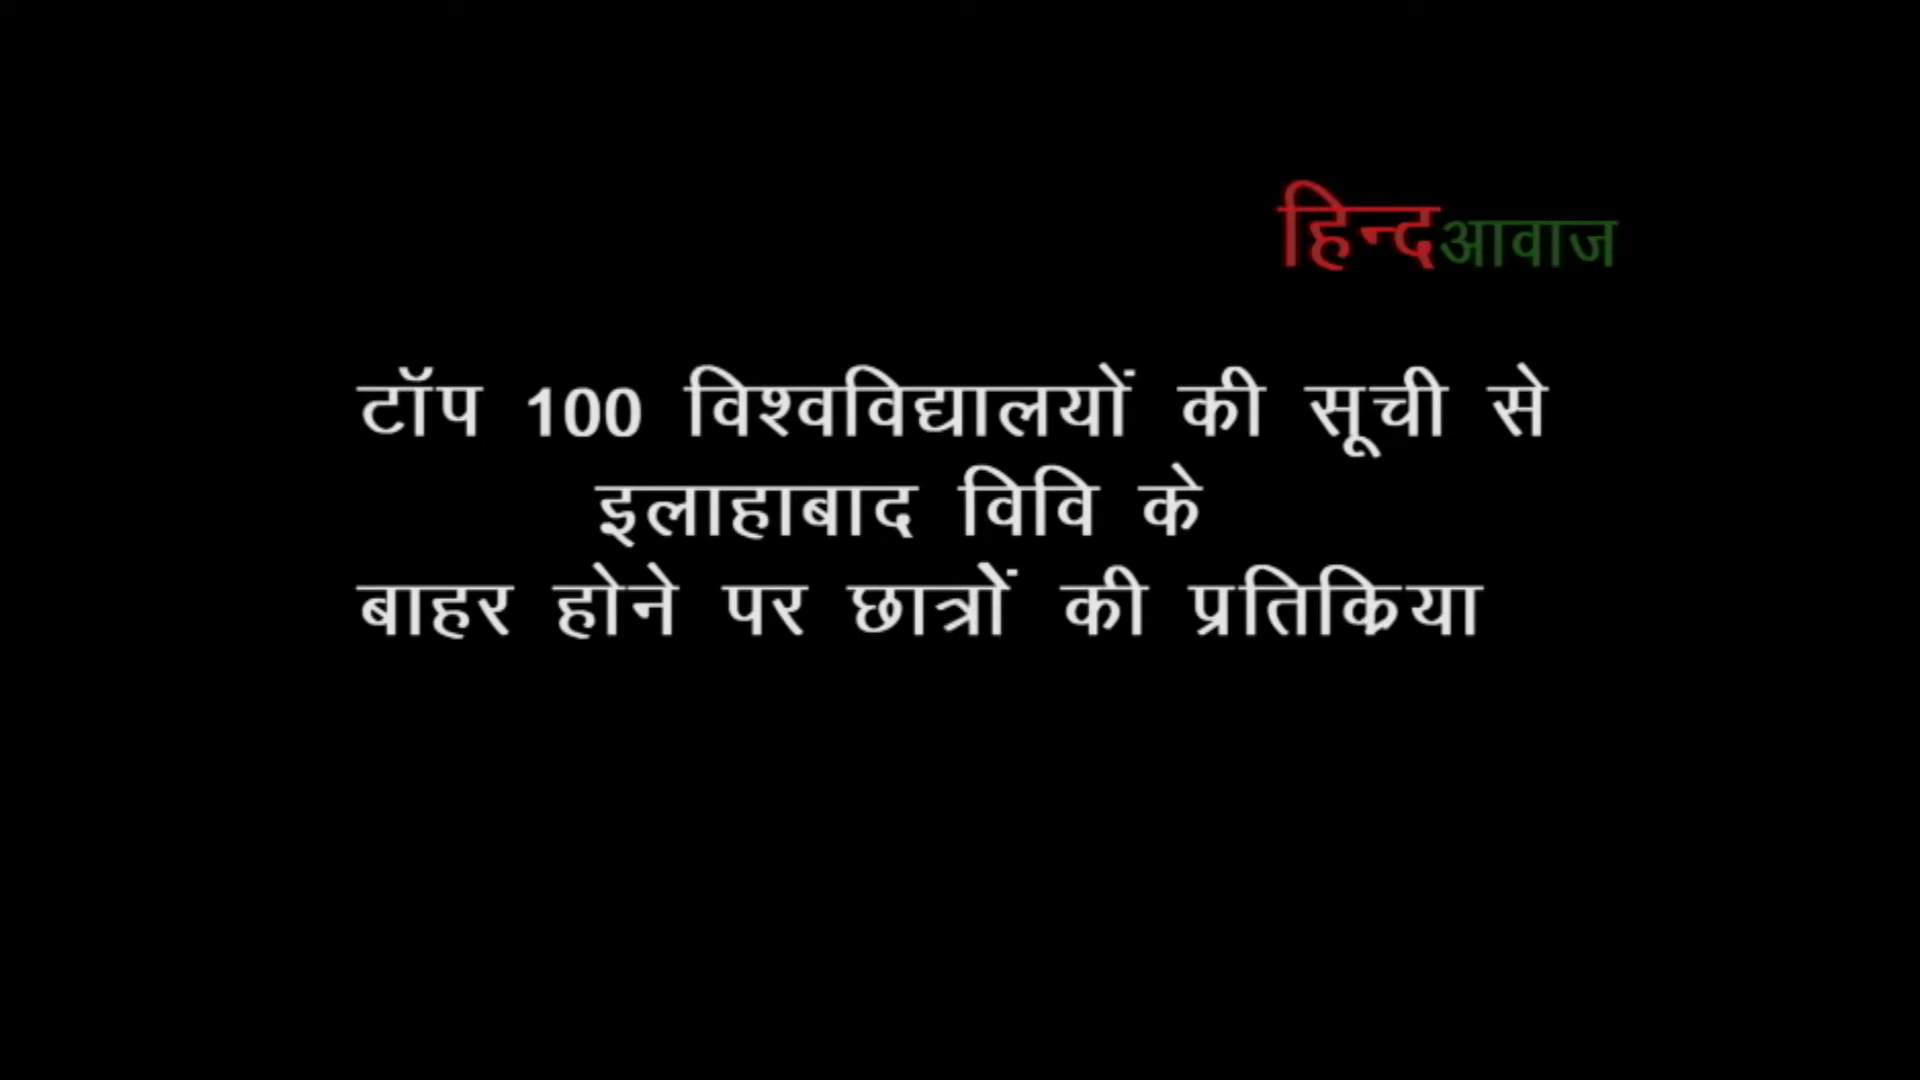 हिन्दआवाज
टॉप 100 विश्वविद्यालयों की सूची से
इलाहाबाद विवि के
बाहर होने पर छात्रों की प्रतिक्रिया